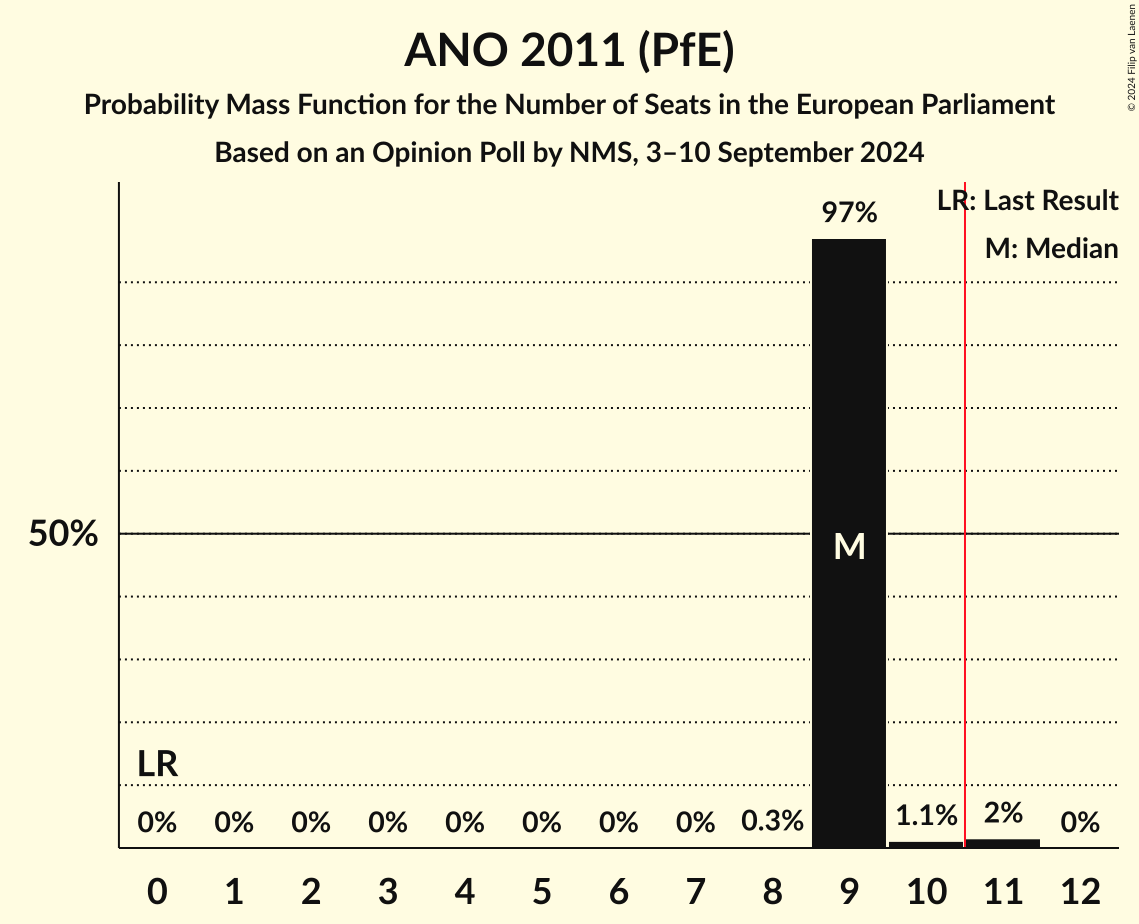 ANO 2011 (PfE)
Probability Mass Function for the Number of Seats in the European Parliament
Based on an Opinion Poll by NMS, 3–10 September 2024
© 2024 Filip van Laenen
LR: Last Result
M: Median
97%
50%
M
LR
0% 0% 0% 0% 0% 0% 0% 0% 0.3% 1.1% 2% 0%
0 1 2 3 4 5 6 7 8 9 10 11 12